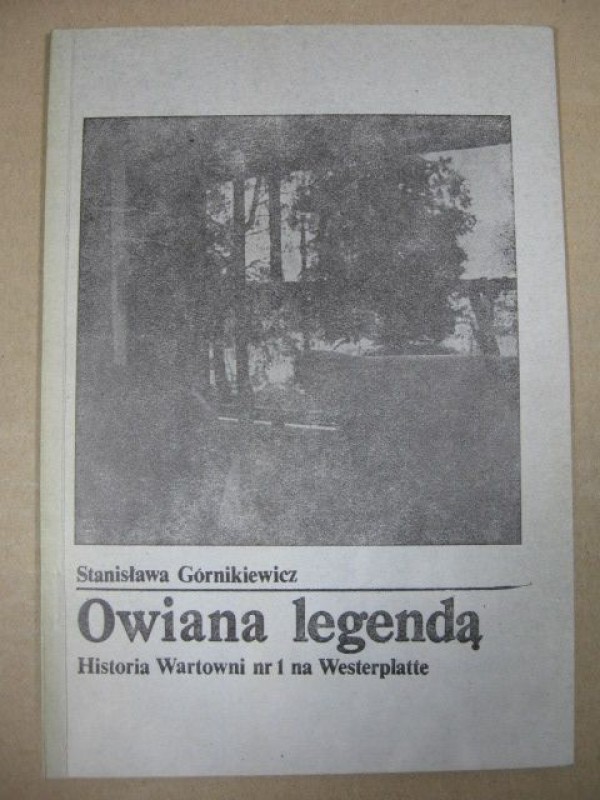 Stanisława Górnikiewicz
Owiana legendą
Historia Wartowni nr 1 na Westerplatte